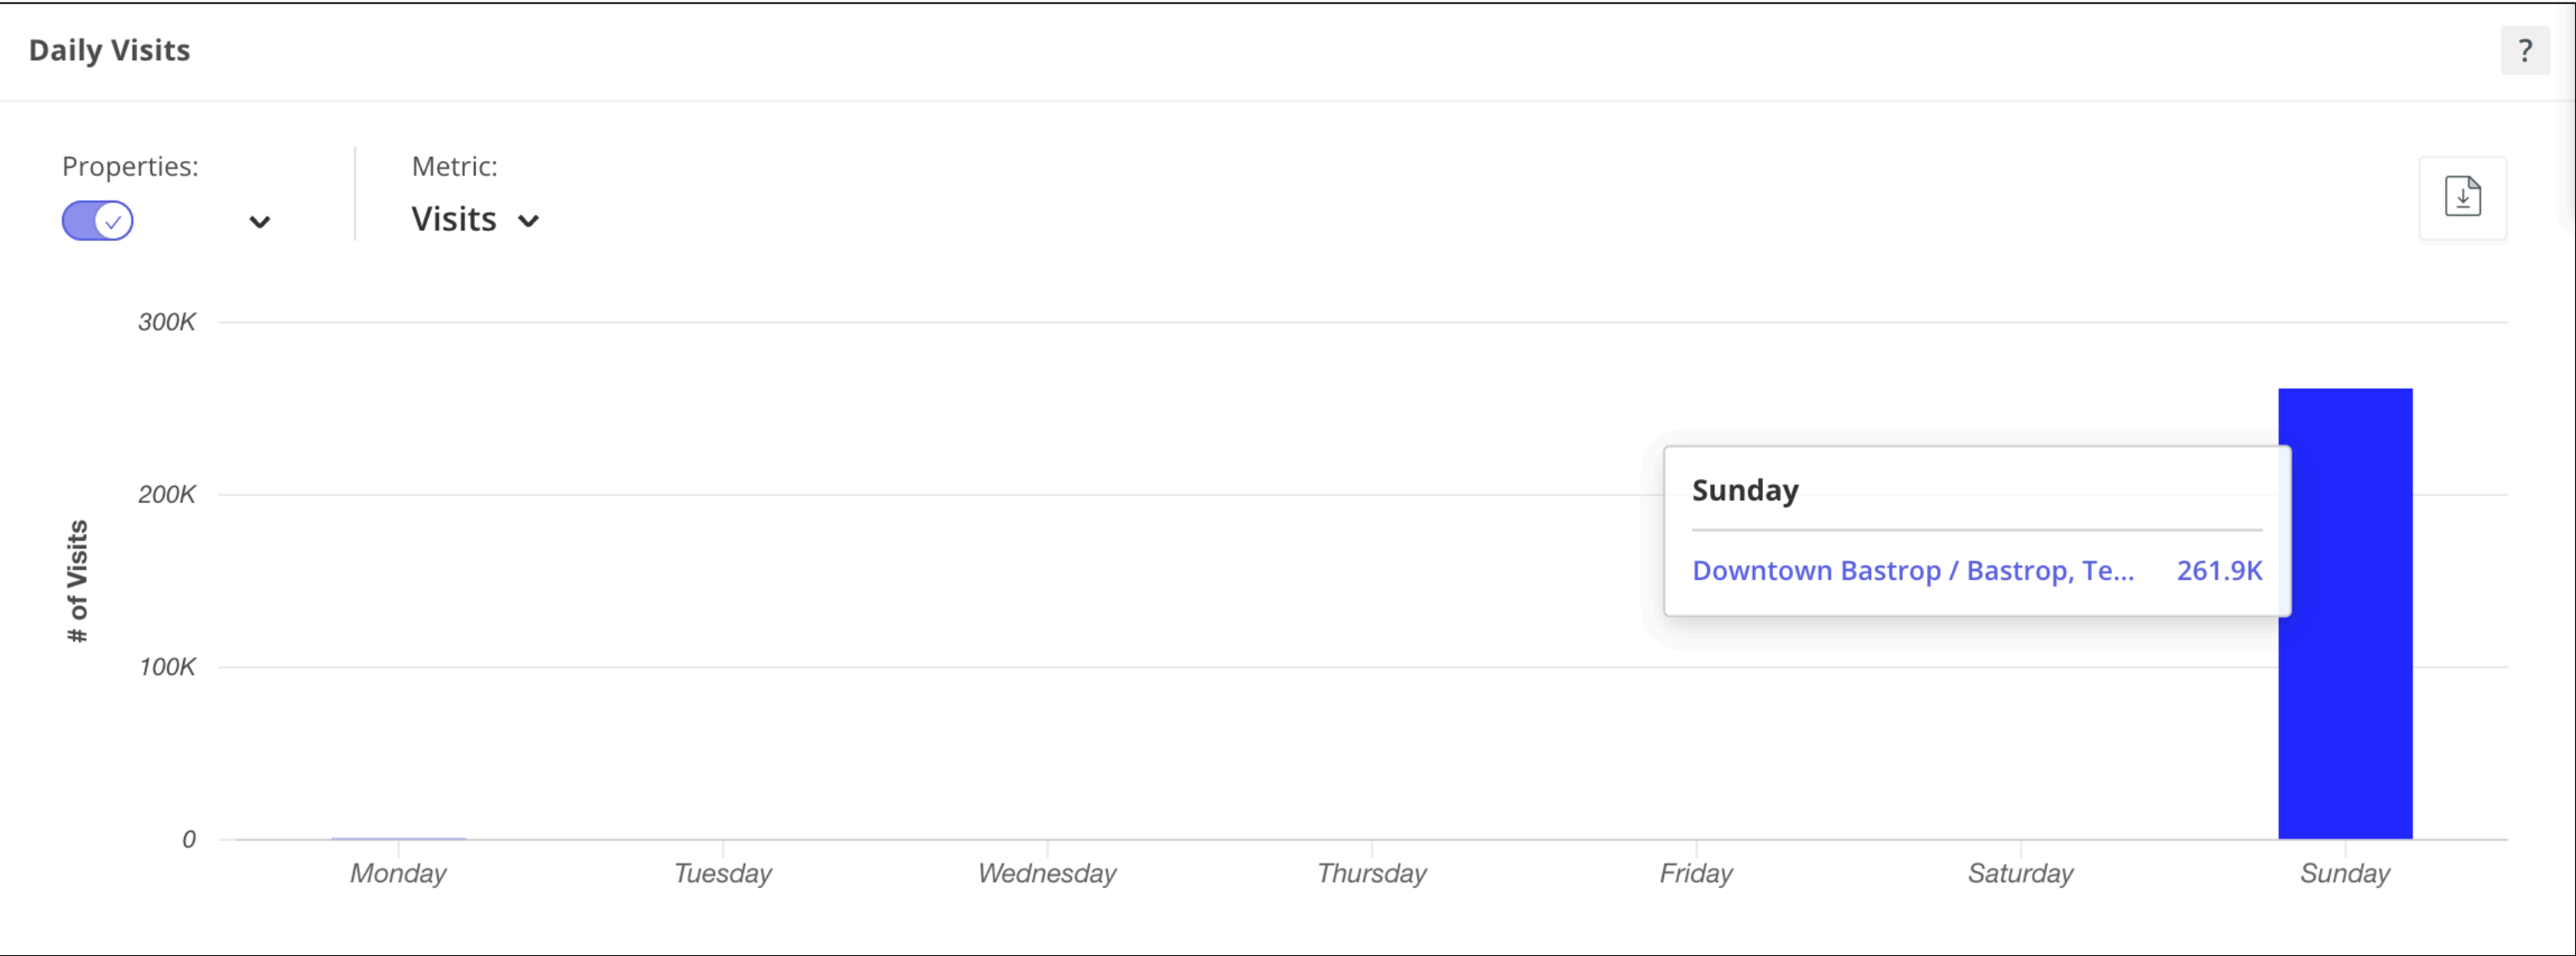 Daily Visits
?
Properties:
Metric:
Visits
300K
200K
100K
0
# of Visits
Sunday
Downtown Bastrop / Bastrop, Te... 261.9K
Monday Tuesday Wednesday Thursday Friday Saturday Sunday